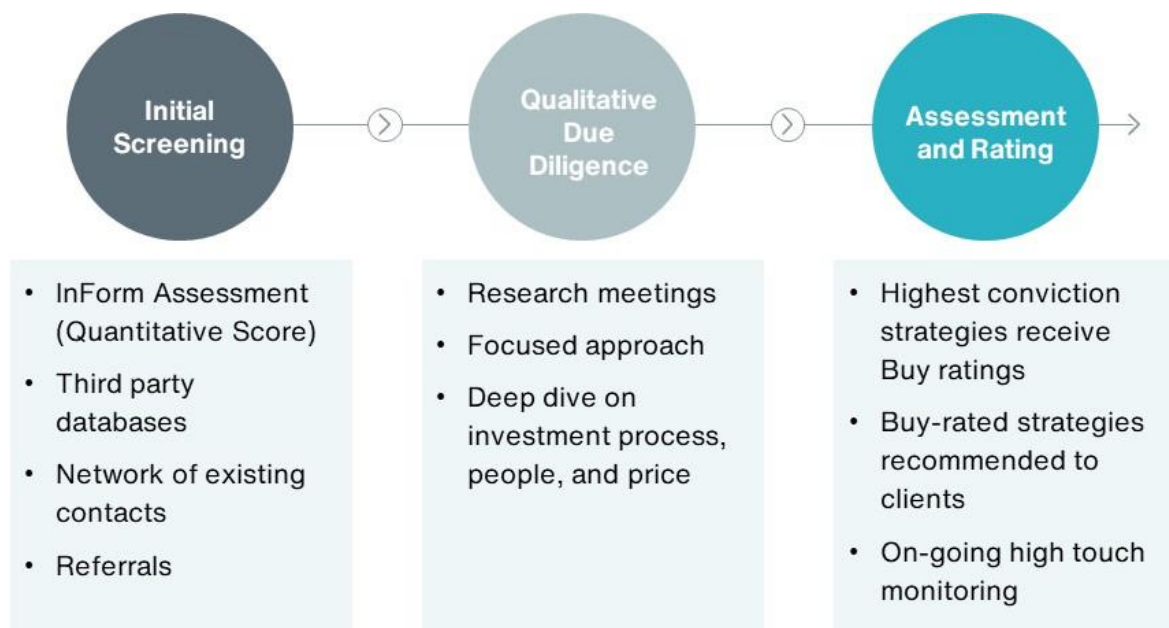 Initial
Screening
Qualitative
Due
Diligence
Assessment
and Rating
• InForm Assessment
(Quantitative Score)
• Third party
databases
• Network of existing
contacts
• Referrals
• Research meetings
• Focused approach
• Deep dive on
investment process,
people, and price
• Highest conviction
strategies receive
Buy ratings
• Buy-rated strategies
recommended to
clients
• On-going high touch
monitoring